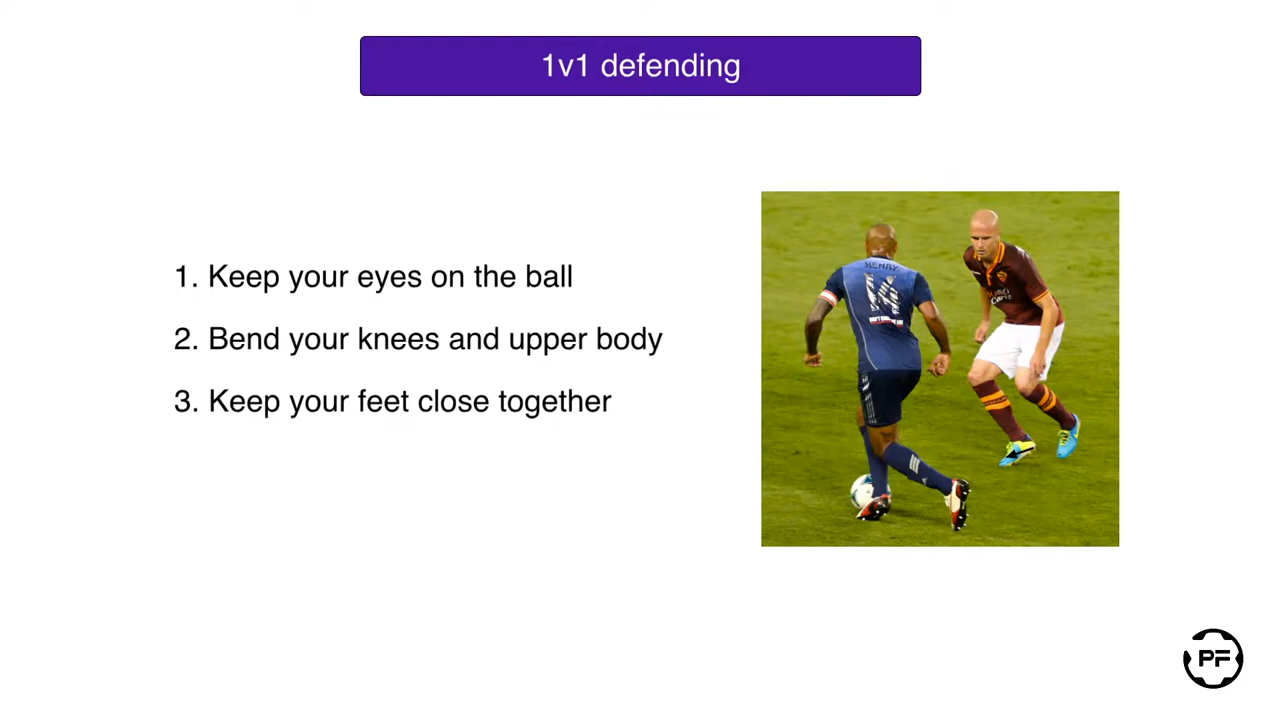 1v1 defending
1. Keep your eyes on the ball
2. Bend your knees and upper body
3. Keep your feet close together
HENRY
14
PF